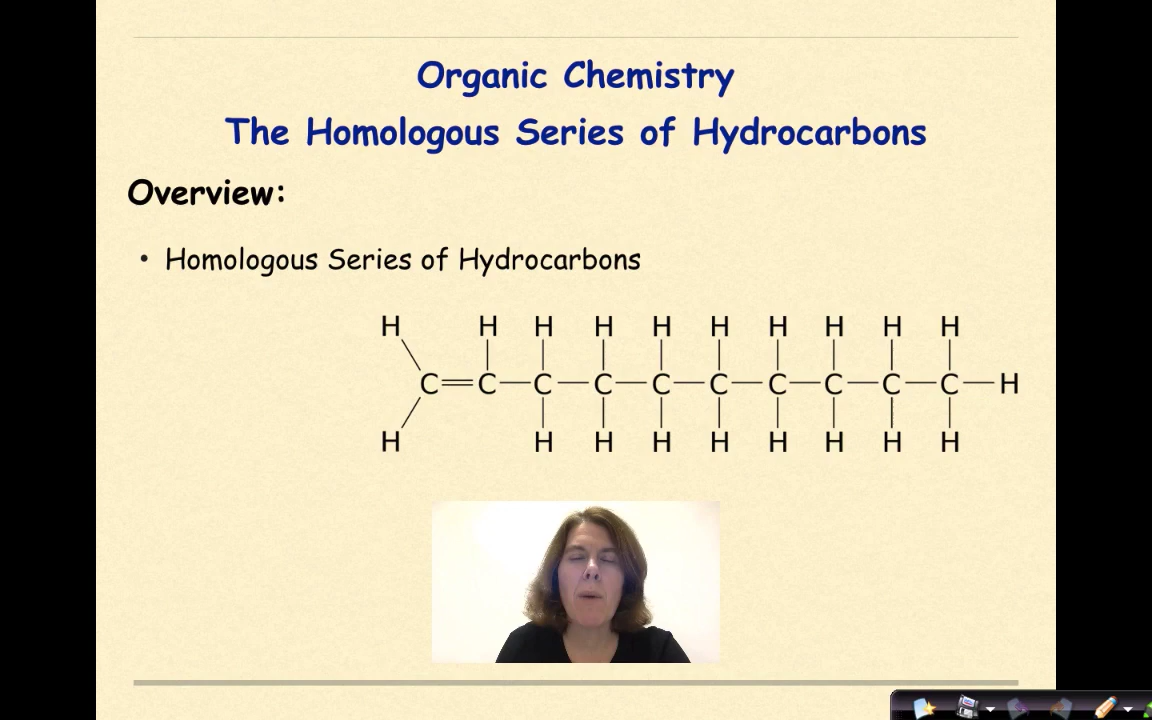 Organic Chemistry
The Homologous Series of Hydrocarbons
Overview:
• Homologous Series of Hydrocarbons
H H H H H H H H H H
C=C—C—C—C—C—C—C—C—C—H
H H H H H H H H H